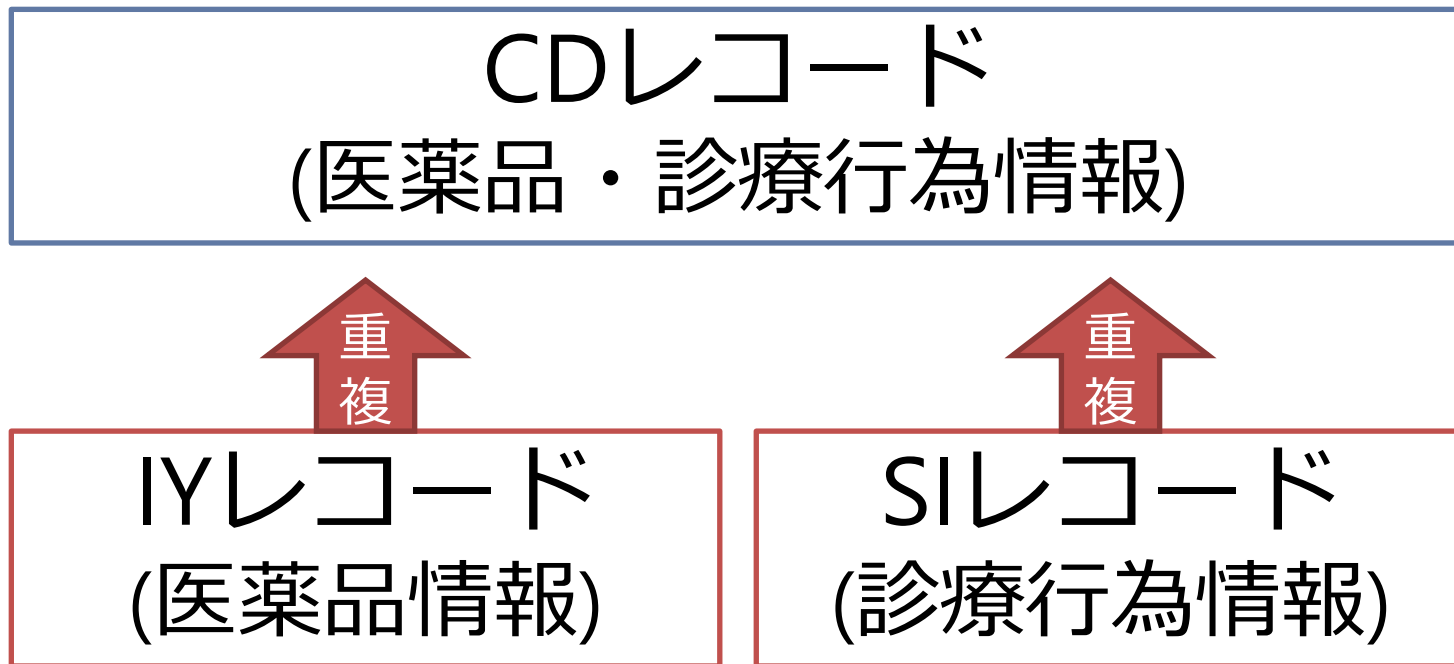 CDレコード
(医薬品・診療行為情報)
重
複
重
複
IYレコード
(医薬品情報)
SIレコード
(診療行為情報)